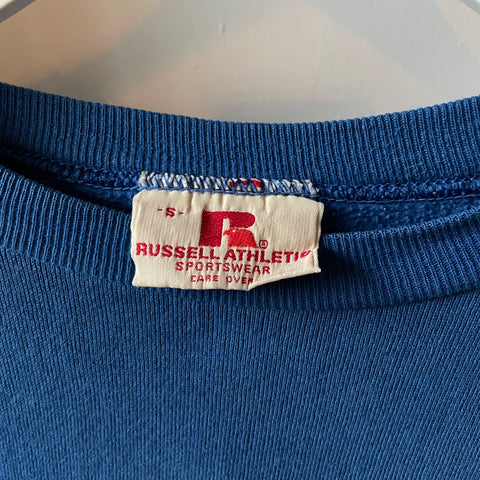 -S-
R
RUSSELL ATHLETIC
SPORTSWEAR
CARE OVER